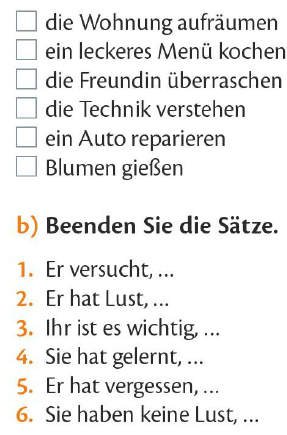 die Wohnung aufräumen
ein leckeres Menü kochen
die Freundin überraschen
die Technik verstehen
ein Auto reparieren
Blumen gießen
b) Beenden Sie die Sätze.
1. Er versucht, ...
2. Er hat Lust, ...
3. Ihr ist es wichtig, ...
4. Sie hat gelernt, ...
5. Er hat vergessen, ...
6. Sie haben keine Lust, ...